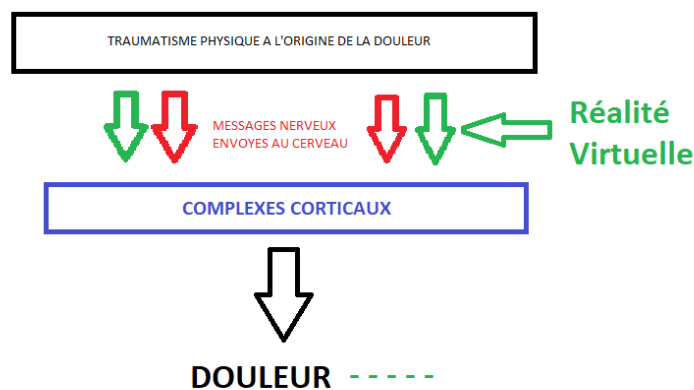 TRAUMATISME PHYSIQUE A L'ORIGINE DE LA DOULEUR
MESSAGES NERVEUX
ENVOYES AU CERVEAU
Réalité
Virtuelle
COMPLEXES CORTICAUX
DOULEUR - - - - -